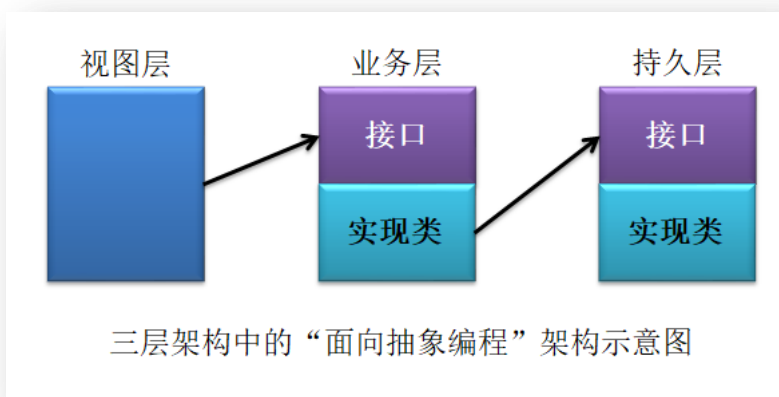 视图层 业务层 持久层
接口 接口
实现类 实现类
三层架构中的“面向抽象编程”架构示意图